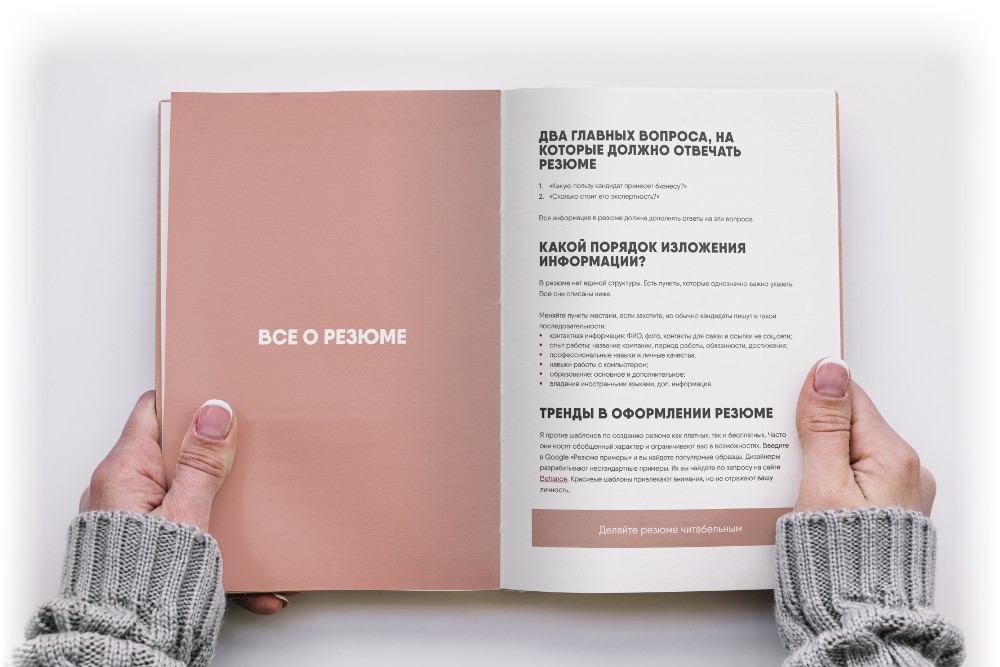 ВСЕ О РЕЗЮМЕ
ДВА ГЛАВНЫХ ВОПРОСА, НА
КОТОРЫЕ ДОЛЖНО ОТВЕЧАТЬ
РЕЗЮМЕ
1. «Какую пользу кандидат принесет бизнесу?»
2. «Сколько стоит его экспертность?»
Вся информация в резюме должна дополнять ответы на эти вопроса.
КАКОЙ ПОРЯДОК ИЗЛОЖЕНИЯ
ИНФОРМАЦИИ?
В резюме нет единой структуры. Есть пункты, которые однозначно важно указать.
Все они описаны ниже.
Меняйте пункты местами, если захотите, но обычно кандидаты пишут в такой
последовательности:
• контактная информация: ФИО, фото, контакты для связи и ссылки на соц.сети;
• опыт работы: название компании, период работы, обязанности, достижения;
• профессиональные навыки и личные качества;
• навыки работы с компьютером;
• образование: основное и дополнительное;
• владение иностранными языками, доп. информация.
ТРЕНДЫ В ОФОРМЛЕНИИ РЕЗЮМЕ
Я против шаблонов по созданию резюме как платных, так и бесплатных. Часто
они носят обобщенный характер и ограничивают вас в возможностях. Введите
в Google «Резюме примеры» и вы найдете популярные образцы. Дизайнеры
разрабатывают нестандартные примеры. Их вы найдете по запросу на сайте
Behance. Красивые шаблоны привлекают внимания, но не отражают вашу
личность.
Делайте резюме читабельным